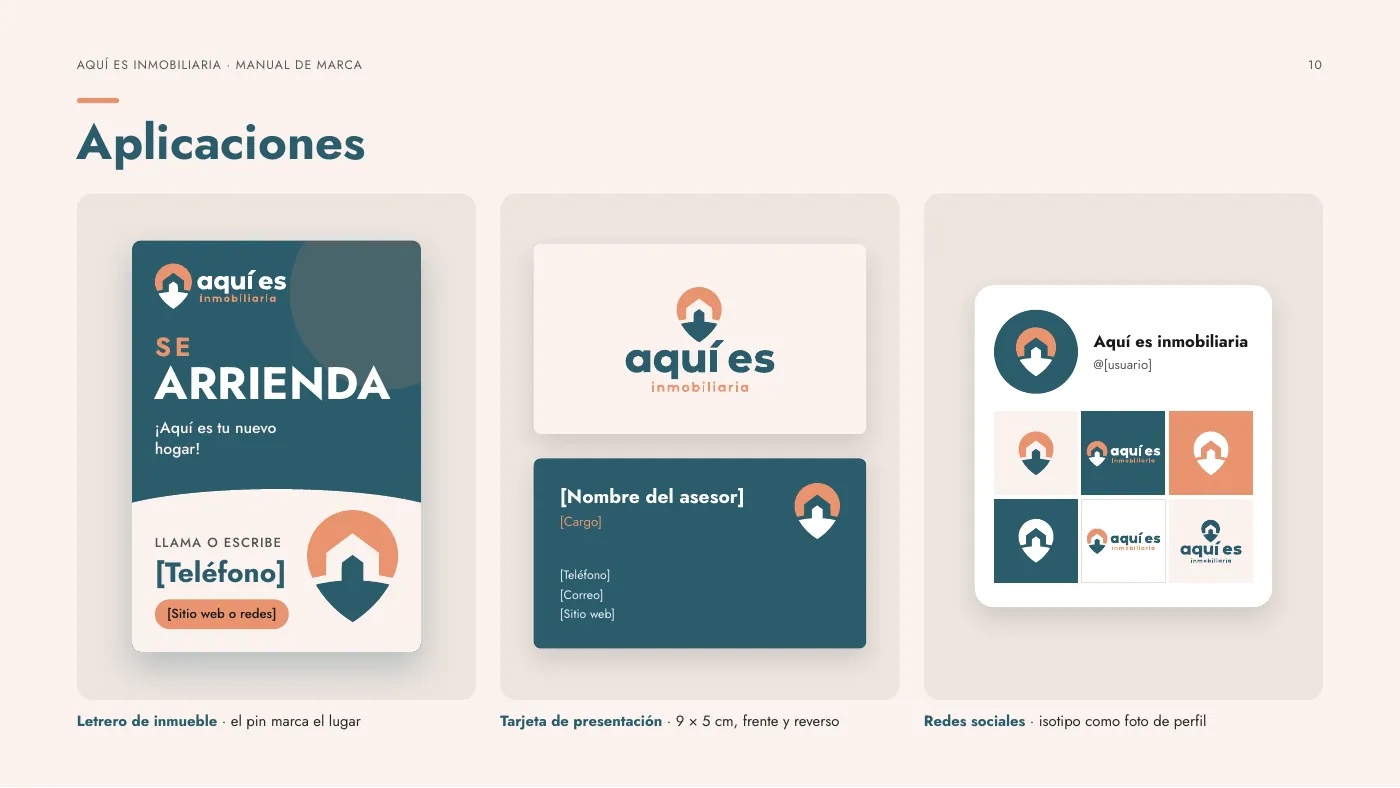 AQUÍ ES INMOBILIARIA · MANUAL DE MARCA
10
Aplicaciones
aquí es
inmobiliaria
SE
ARRIENDA
¡Aquí es tu nuevo
hogar!
LLAMA O ESCRIBE
[Teléfono]
[Sitio web o redes]
aquí es
inmobiliaria
[Nombre del asesor]
[Cargo]
[Teléfono]
[Correo]
[Sitio web]
Aquí es inmobiliaria
@[usuario]
aquí es
inmobiliaria
aquí es
inmobiliaria
aquí es
inmobiliaria
Letrero de inmueble · el pin marca el lugar
Tarjeta de presentación · 9 × 5 cm, frente y reverso
Redes sociales · isotipo como foto de perfil